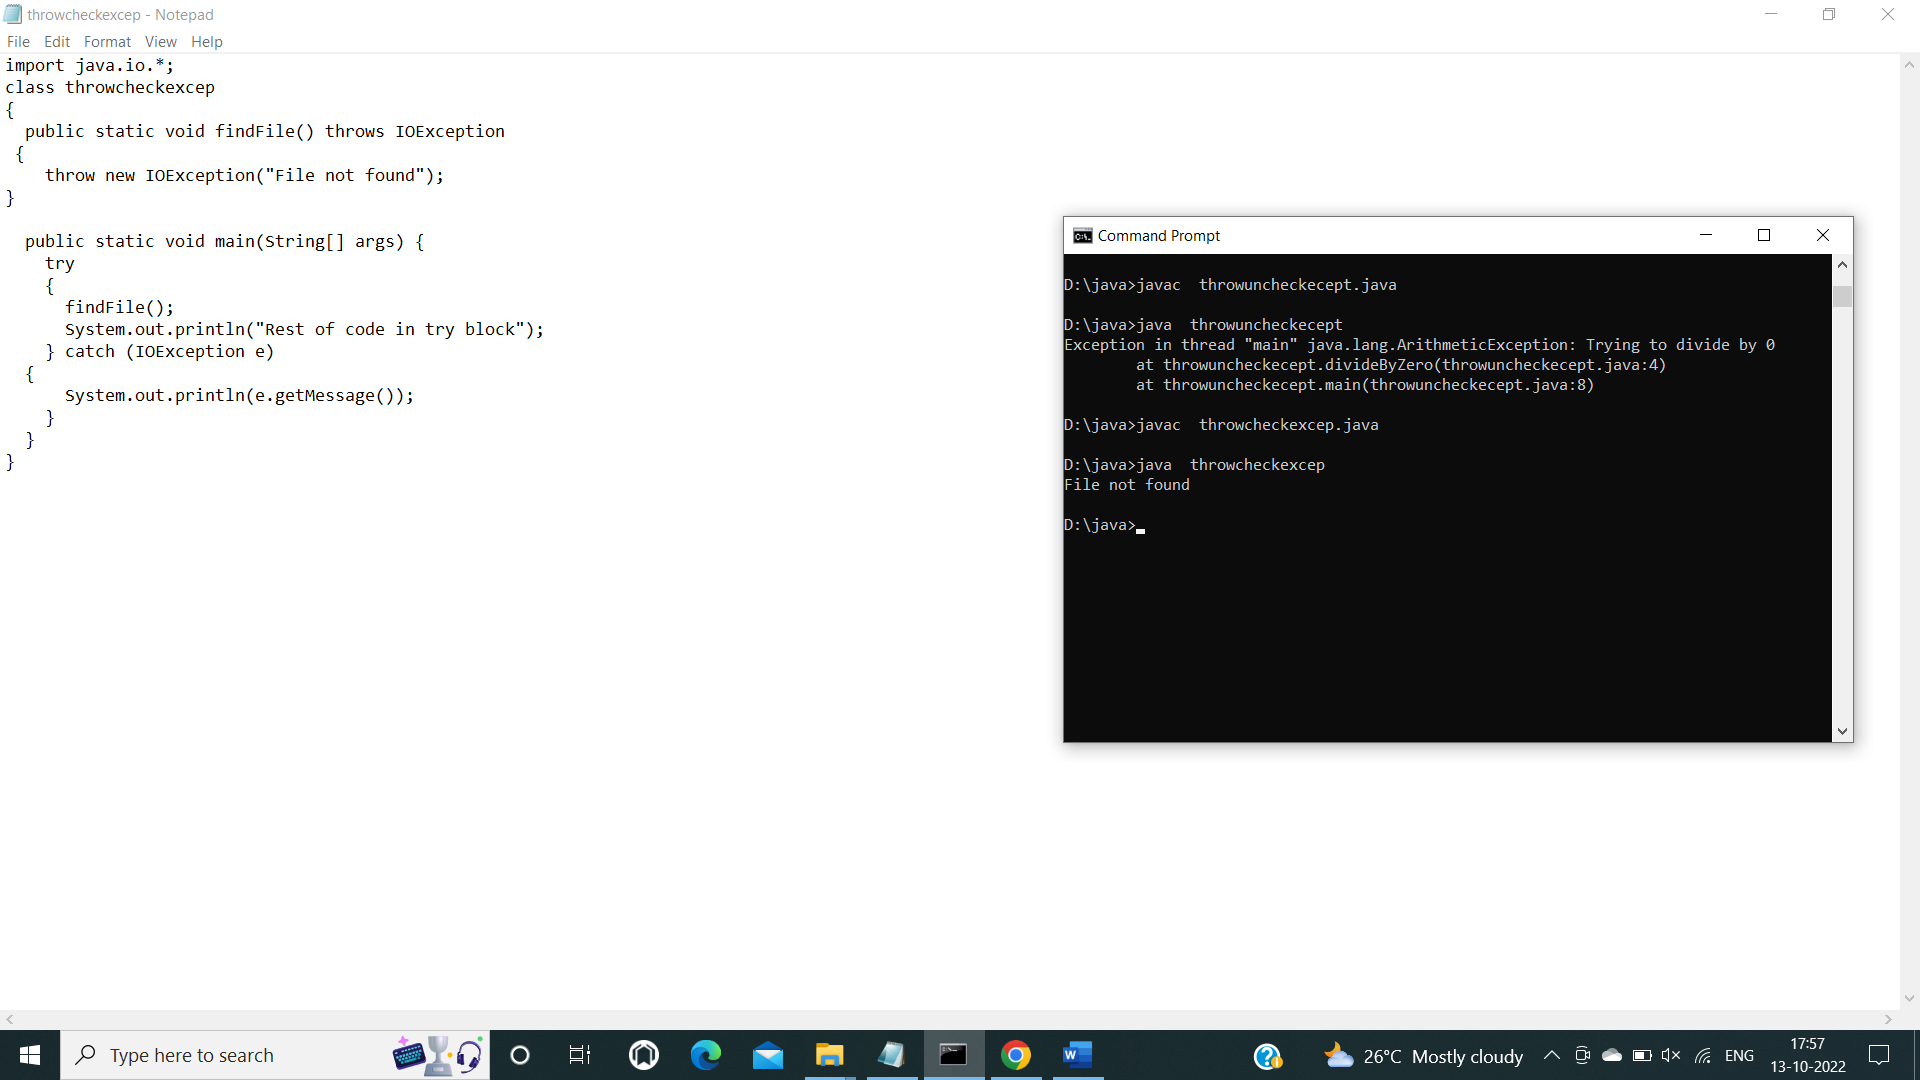 throwcheckexcep - Notepad
File Edit Format View Help
import java.io.*;
class throwcheckexcep
{
  public static void findFile() throws IOException
 {
    throw new IOException("File not found");
}

  public static void main(String[] args) {
    try
    {
      findFile();
      System.out.println("Rest of code in try block");
    } catch (IOException e)
  {
      System.out.println(e.getMessage());
    }
  }
}
Command Prompt
D:\java>javac  throwuncheckecept.java
D:\java>java  throwuncheckecept
Exception in thread "main" java.lang.ArithmeticException: Trying to divide by 0
        at throwuncheckecept.divideByZero(throwuncheckecept.java:4)
        at throwuncheckecept.main(throwuncheckecept.java:8)
D:\java>javac  throwcheckexcep.java
D:\java>java  throwcheckexcep
File not found
D:\java>
Type here to search
26°C Mostly cloudy
ENG
17:57
13-10-2022